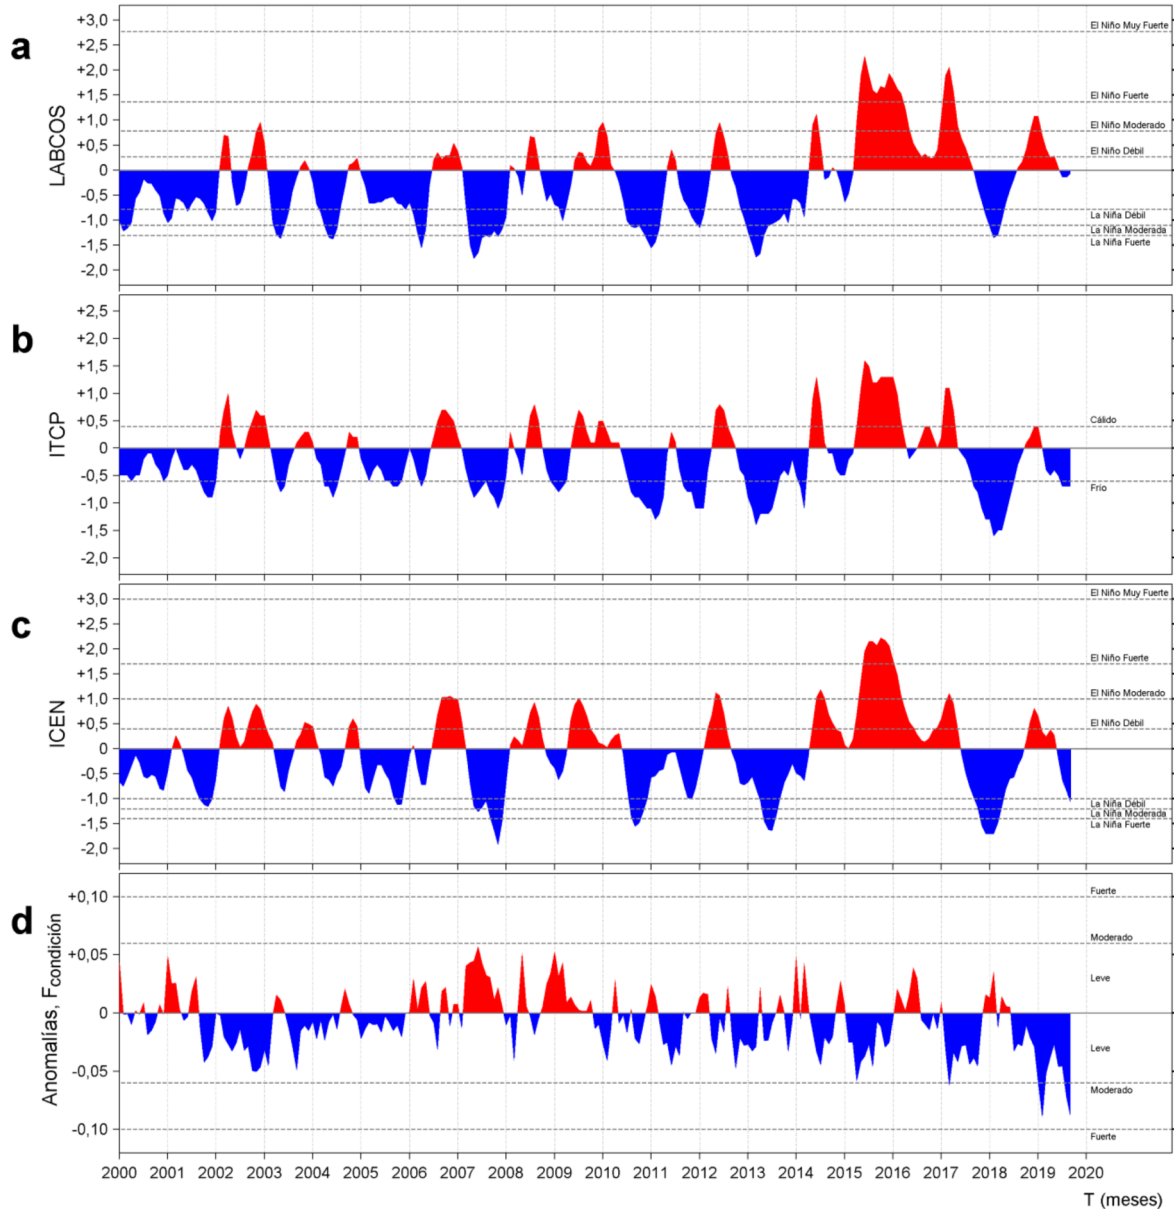 a
LABCOS
+3,0
+2,5
+2,0
+1,5
+1,0
+0,5
0
-0,5
-1,0
-1,5
-2,0
El Niño Muy Fuerte
El Niño Fuerte
El Niño Moderado
El Niño Débil
La Niña Débil
La Niña Moderada
La Niña Fuerte
b
ITCP
+2,5
+2,0
+1,5
+1,0
+0,5
0
-0,5
-1,0
-1,5
-2,0
Cálido
Frío
c
ICEN
+3,0
+2,5
+2,0
+1,5
+1,0
+0,5
0
-0,5
-1,0
-1,5
-2,0
El Niño Muy Fuerte
El Niño Fuerte
El Niño Moderado
El Niño Débil
La Niña Débil
La Niña Moderada
La Niña Fuerte
d
Anomalías, Fcondición
+0,10
+0,05
0
-0,05
-0,10
Fuerte
Moderado
Leve
Leve
Moderado
Fuerte
2000 2001 2002 2003 2004 2005 2006 2007 2008 2009 2010 2011 2012 2013 2014 2015 2016 2017 2018 2019 2020
T (meses)